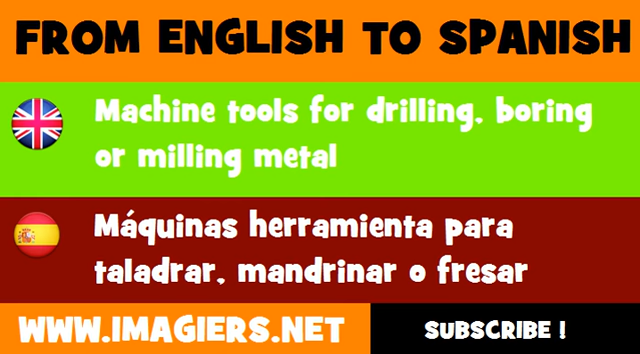 FROM ENGLISH TO SPANISH
Machine tools for drilling, boring
or milling metal
Máquinas herramienta para
taladrar, mandrinar o fresar
WWW.IMAGIERS.NET
SUBSCRIBE !